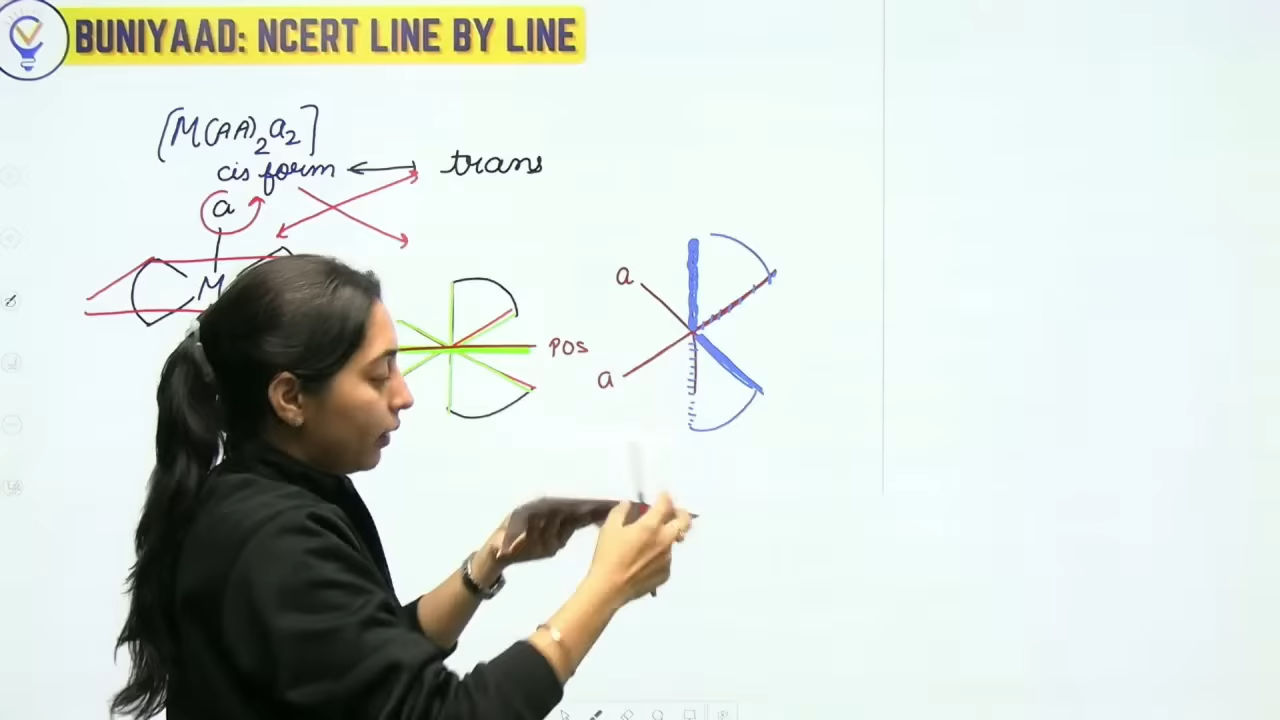 BUNIYAAD: NCERT LINE BY LINE
[M(AA)₂a₂]
cis form ⟷ trans
a
M
POS
a
a